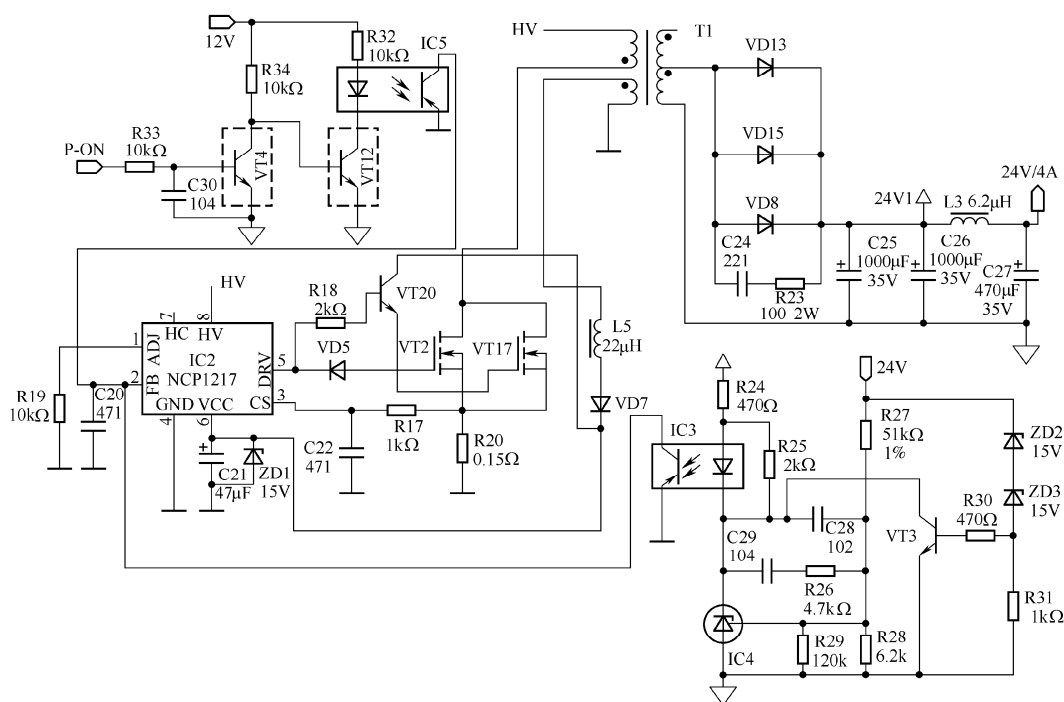 12V
R32
10kΩ
IC5
R34
10kΩ
P-ON
R33
10kΩ
C30
104
VT4
VT12
HV
T1
VD13
VD15
VD8
C24
221
R23
100 2W
24V1
L3 6.2μH
24V/4A
C25
1000μF
35V
C26
1000μF
35V
C27
470μF
35V
HV
R18
2kΩ
VT20
VD5
VT2
VT17
L5
22μH
VD7
1
2
7
8
HC
HV
ADJ
FB
IC2
NCP1217
DRV
CS
GND
VCC
5
3
4
6
R19
10kΩ
C20
471
C21
47μF
ZD1
15V
C22
471
R17
1kΩ
R20
0.15Ω
IC3
R24
470Ω
R25
2kΩ
24V
R27
51kΩ
1%
ZD2
15V
ZD3
15V
R30
470Ω
VT3
C28
102
C29
104
R26
4.7kΩ
R31
1kΩ
IC4
R29
120k
R28
6.2k